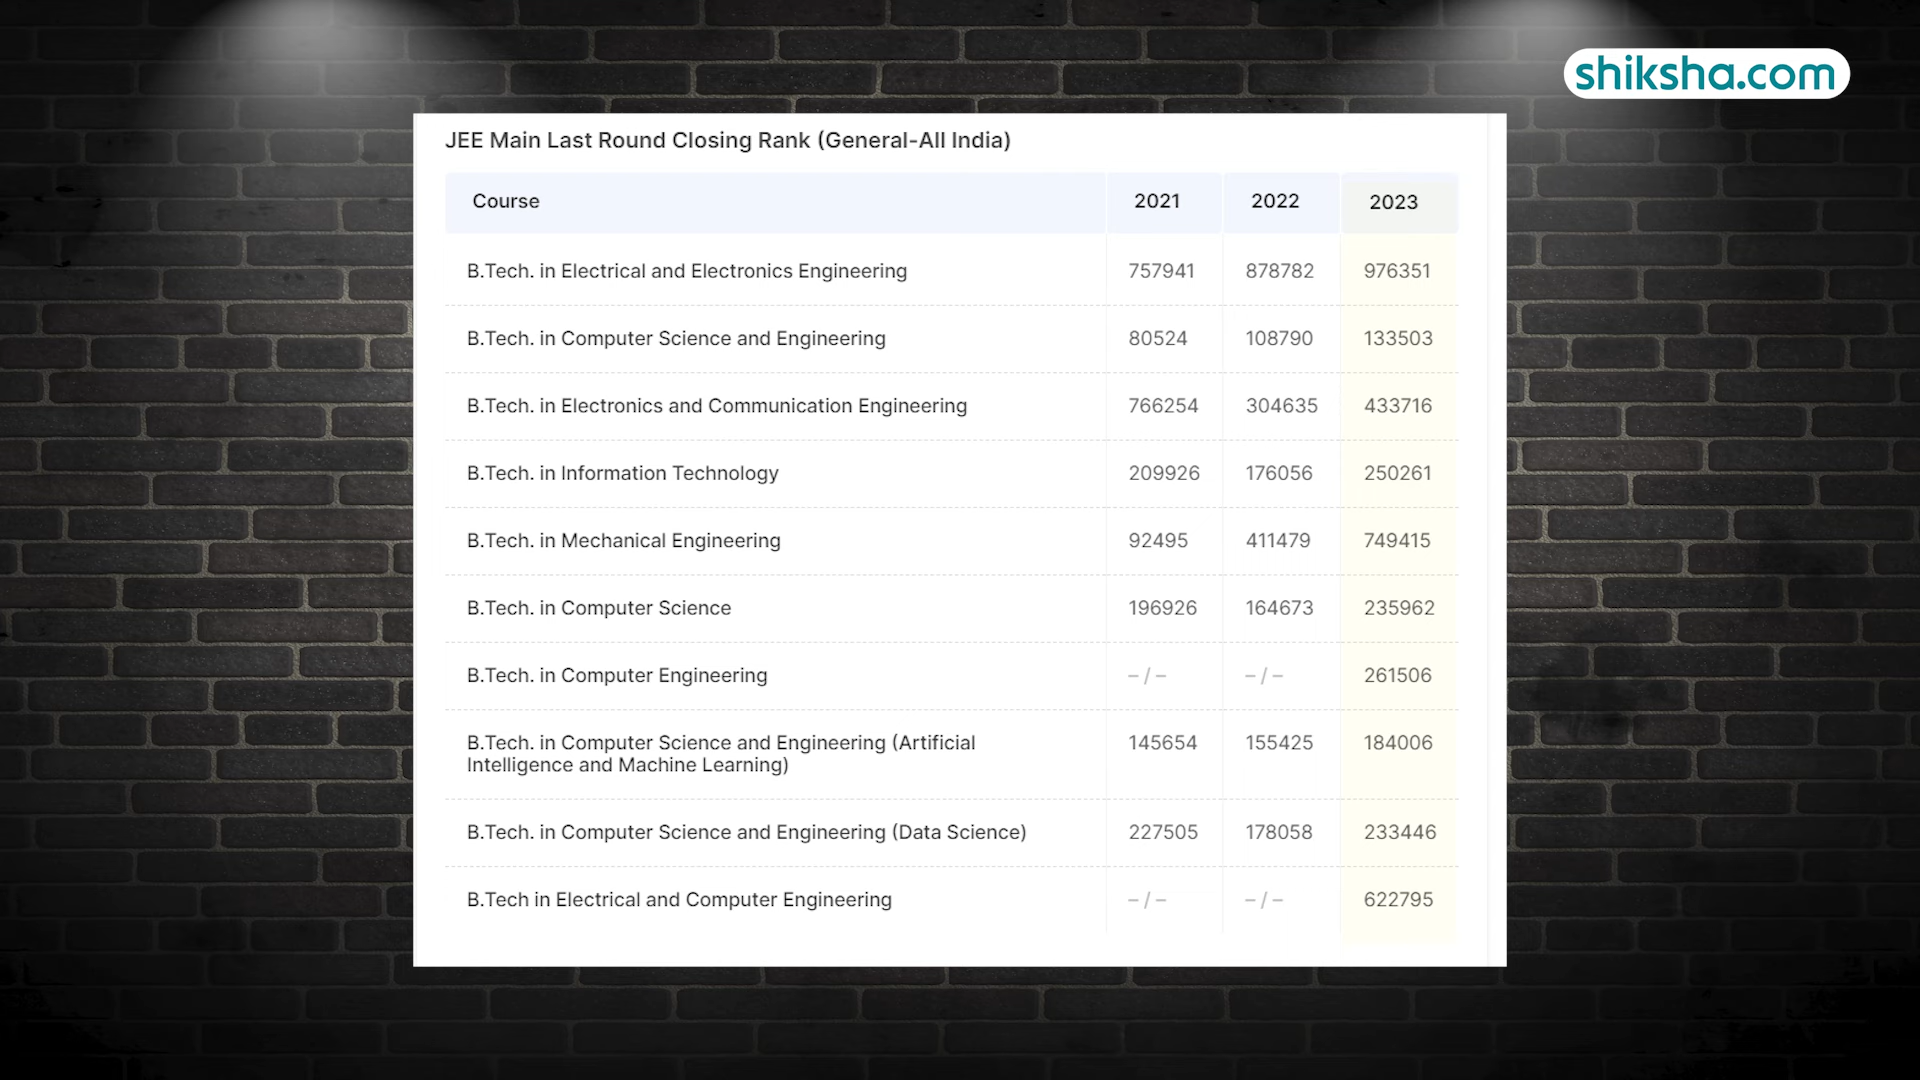 shiksha.com
JEE Main Last Round Closing Rank (General-All India)
Course 2021 2022 2023
B.Tech. in Electrical and Electronics Engineering 757941 878782 976351
B.Tech. in Computer Science and Engineering 80524 108790 133503
B.Tech. in Electronics and Communication Engineering 766254 304635 433716
B.Tech. in Information Technology 209926 176056 250261
B.Tech. in Mechanical Engineering 92495 411479 749415
B.Tech. in Computer Science 196926 164673 235962
B.Tech. in Computer Engineering – / – – / – 261506
B.Tech. in Computer Science and Engineering (Artificial 145654 155425 184006
Intelligence and Machine Learning)
B.Tech. in Computer Science and Engineering (Data Science) 227505 178058 233446
B.Tech in Electrical and Computer Engineering – / – – / – 622795